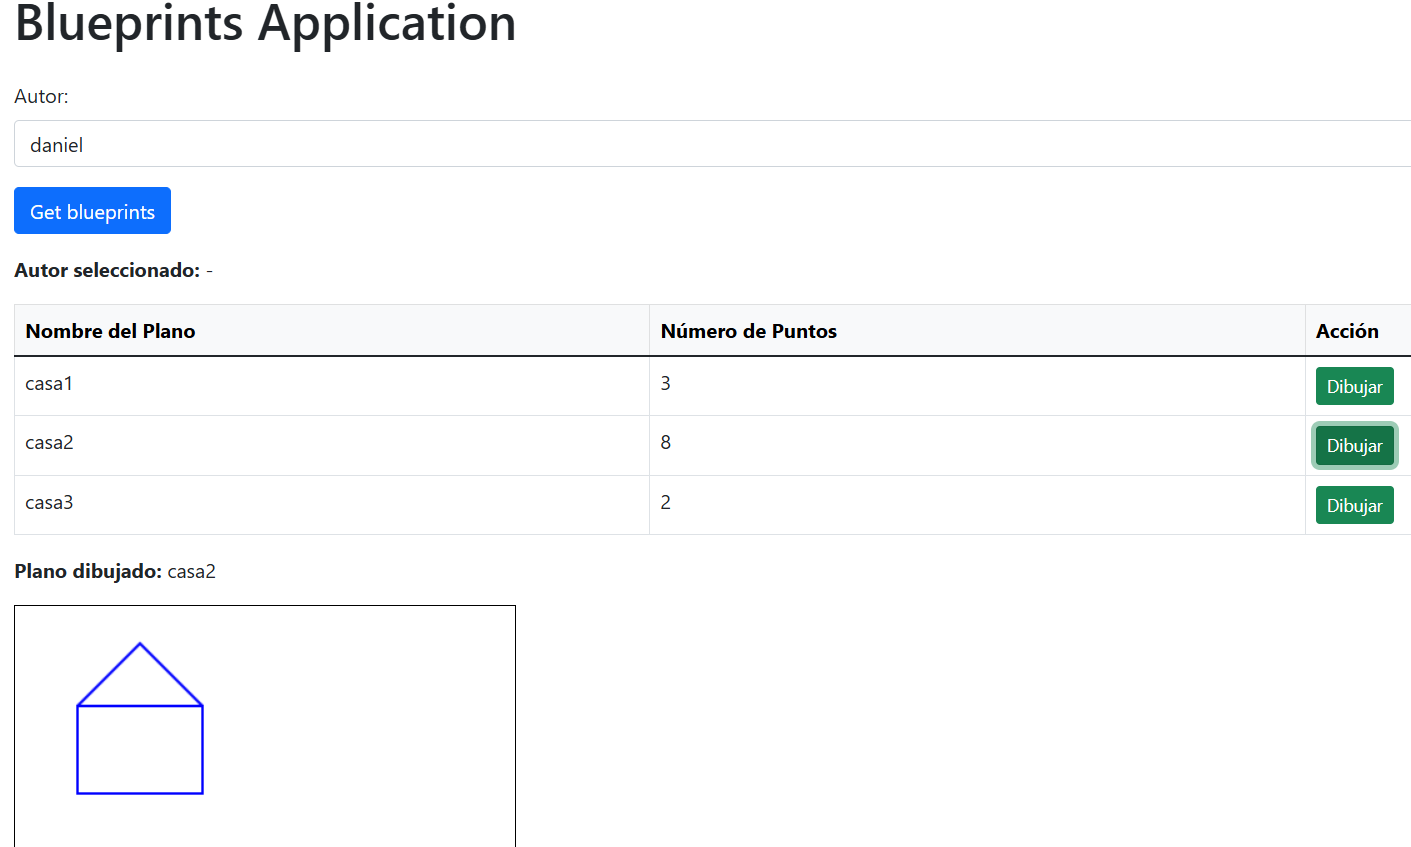 Blueprints Application
Autor:
daniel
Get blueprints
Autor seleccionado: -
Nombre del Plano Número de Puntos Acción
casa1 3 Dibujar
casa2 8 Dibujar
casa3 2 Dibujar
Plano dibujado: casa2